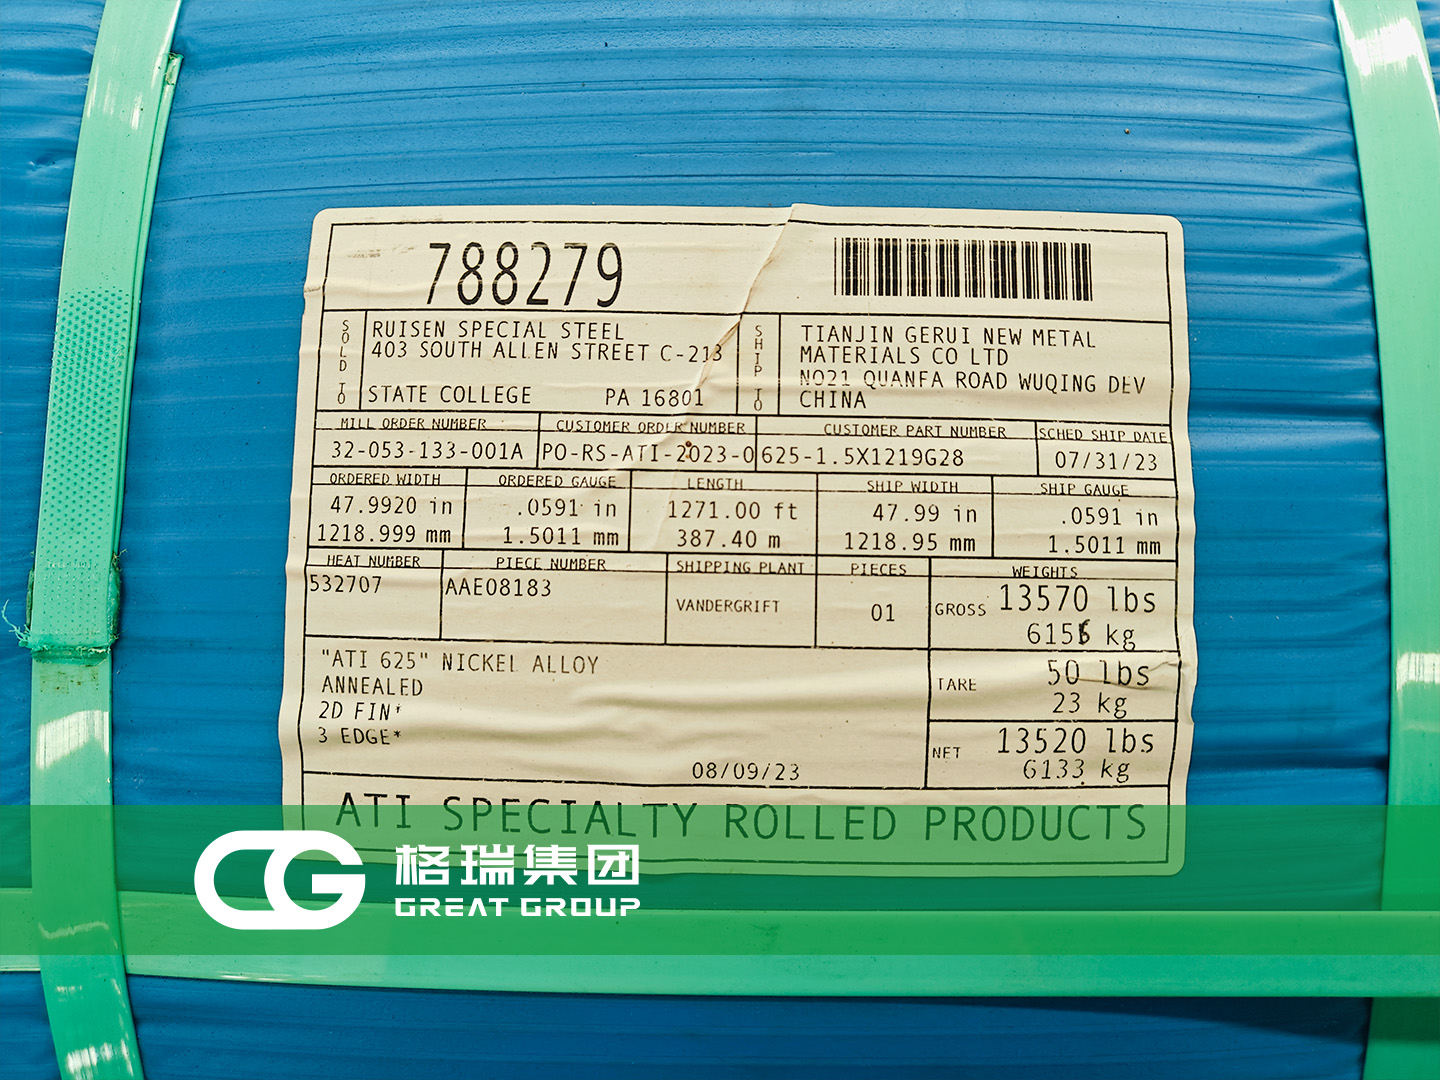 788279
SOLD TO
RUISEN SPECIAL STEEL
403 SOUTH ALLEN STREET C-213
STATE COLLEGE PA 16801
SHIP TO
TIANJIN GERUI NEW METAL
MATERIALS CO LTD
NO21 QUANFA ROAD WUQING DEV
CHINA
MILL ORDER NUMBER
32-053-133-001A
CUSTOMER ORDER NUMBER
PO-RS-ATI-2023-0
CUSTOMER PART NUMBER
625-1.5X1219G28
SCHED SHIP DATE
07/31/23
ORDERED WIDTH
47.9920 in
1218.999 mm
ORDERED GAUGE
.0591 in
1.5011 mm
LENGTH
1271.00 ft
387.40 m
SHIP WIDTH
47.99 in
1218.95 mm
SHIP GAUGE
.0591 in
1.5011 mm
HEAT NUMBER
532707
PIECE NUMBER
AAE08183
SHIPPING PLANT
VANDERGRIFT
PIECES
01
WEIGHTS
GROSS 13570 lbs
kg
TARE 50 lbs
23 kg
NET 13520 lbs
6133 kg
"ATI 625" NICKEL ALLOY
ANNEALED
2D FIN*
3 EDGE*
08/09/23
ATI SPECIALTY ROLLED PRODUCTS
格瑞集团
GREAT GROUP